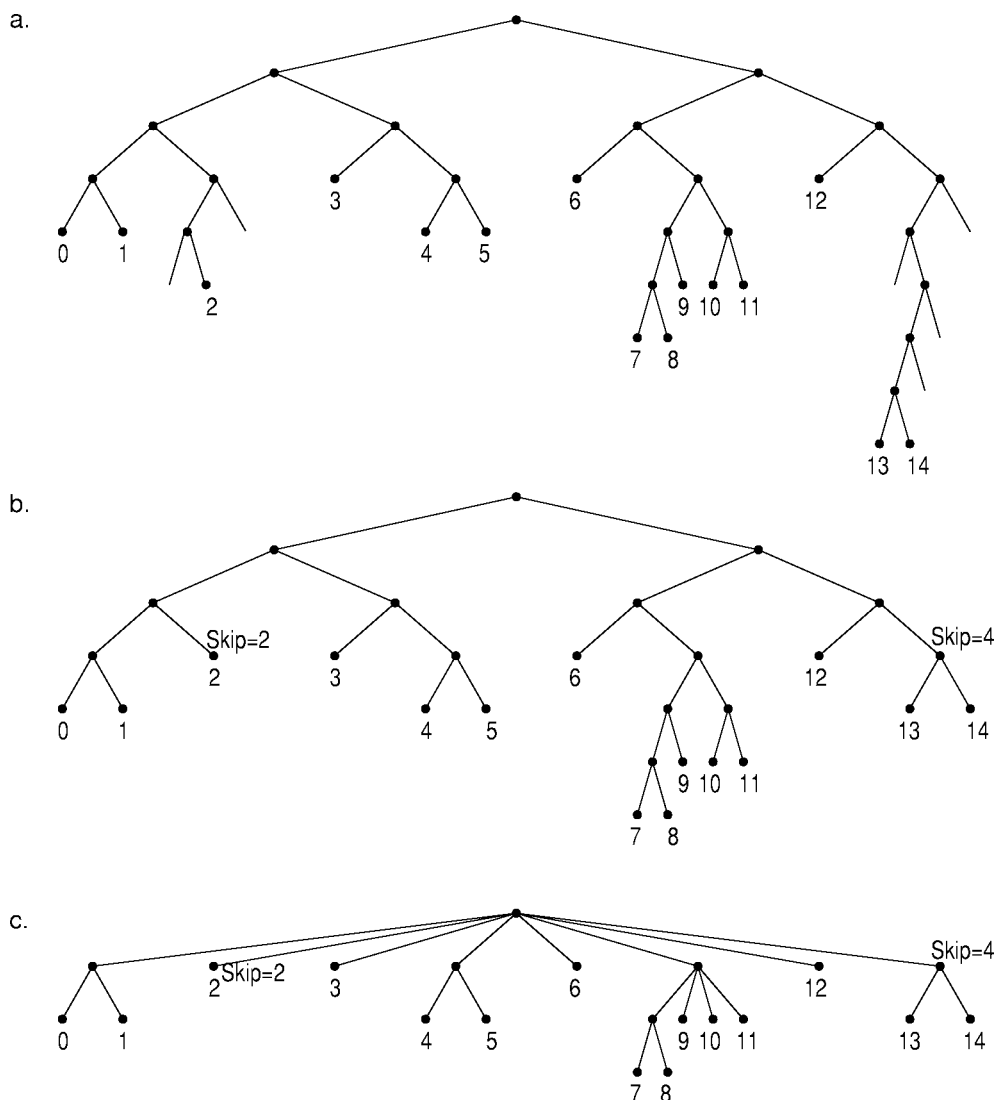 a.
3 6 12
0 1 4 5
2 9 10 11
7 8
13 14
b.
Skip=2 Skip=4
2 3 6 12
0 1 4 5 13 14
9 10 11
7 8
c.
Skip=4
2 Skip=2 3 6 12
0 1 4 5 9 10 11 13 14
7 8